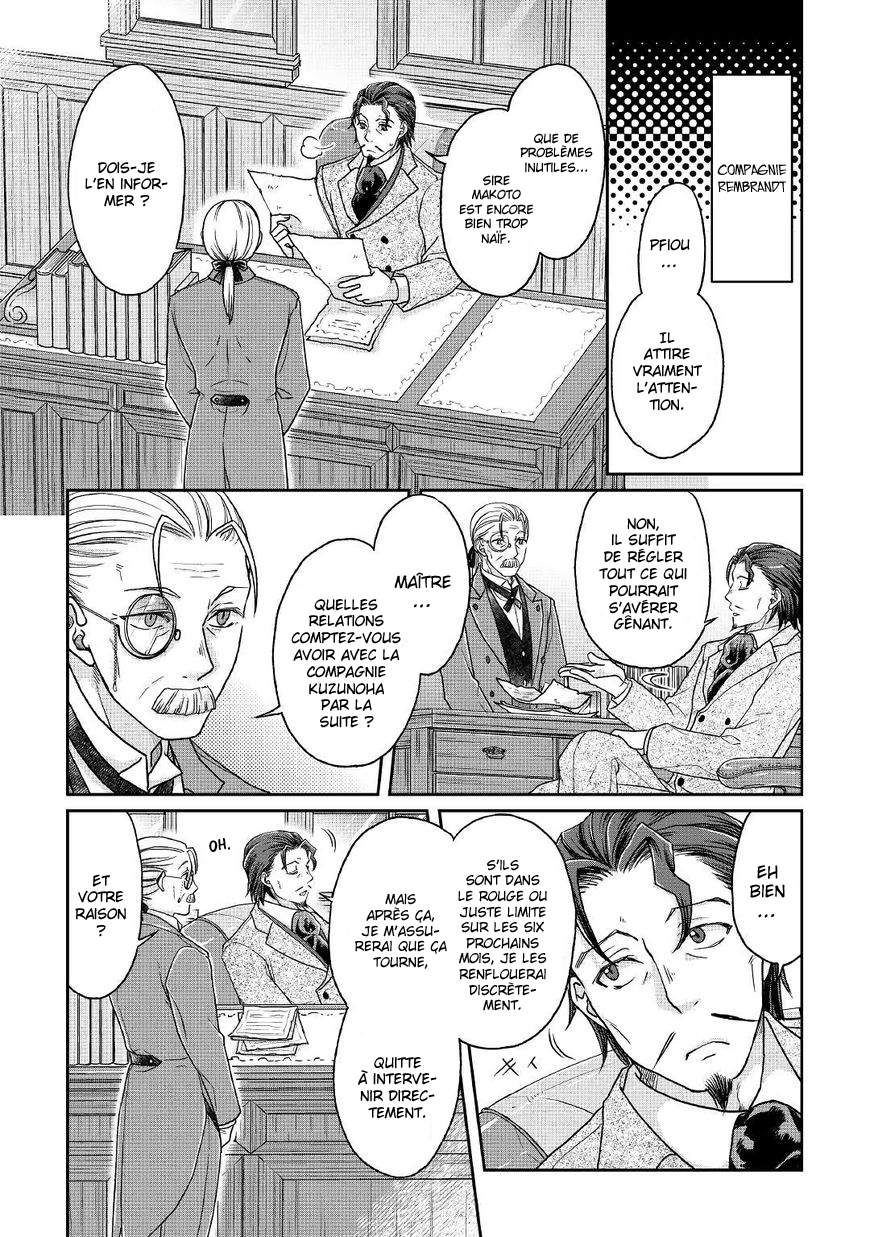 COMPAGNIE
REMBRANDT
PFIOU
...
IL
ATTIRE
VRAIMENT
L'ATTEN-
TION.
QUE DE
PROBLÈMES
INUTILES...
SIRE
MAKOTO
EST ENCORE
BIEN TROP
NAÏF.
DOIS-JE
L'EN INFOR-
MER ?
NON,
IL SUFFIT
DE RÉGLER
TOUT CE QUI
POURRAIT
S'AVÉRER
GÊNANT.
MAÎTRE
...
QUELLES
RELATIONS
COMPTEZ-VOUS
AVOIR AVEC LA
COMPAGNIE
KUZUNOHA
PAR LA
SUITE ?
EH
BIEN
...
キィ
S'ILS
SONT DANS
LE ROUGE OU
JUSTE LIMITE
SUR LES SIX
PROCHAINS
MOIS, JE LES
RENFLOUERAI
DISCRÈTE-
MENT.
MAIS
APRÈS ÇA,
JE M'ASSU-
RERAI QUE ÇA
TOURNE,
QUITTE
À INTERVE-
NIR DIREC-
TEMENT.
OH.
ET
VOTRE
RAISON ?